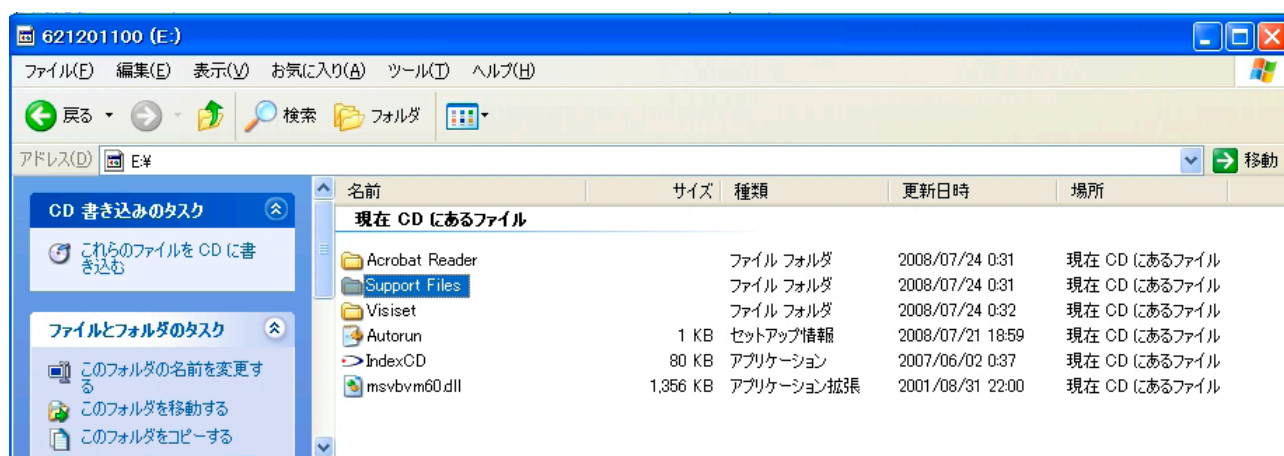 621201100 (E:)
ファイル(F) 編集(E) 表示(V) お気に入り(A) ツール(T) ヘルプ(H)
戻る 検索 フォルダ
アドレス(D) E:¥ 移動
CD 書き込みのタスク
これらのファイルを CD に書
き込む
ファイルとフォルダのタスク
このフォルダの名前を変更す
る
このフォルダを移動する
このフォルダをコピーする
名前 サイズ 種類 更新日時 場所
現在 CD にあるファイル
Acrobat Reader ファイル フォルダ 2008/07/24 0:31 現在 CD にあるファイル
Support Files ファイル フォルダ 2008/07/24 0:31 現在 CD にあるファイル
Visiset ファイル フォルダ 2008/07/24 0:32 現在 CD にあるファイル
Autorun 1 KB セットアップ情報 2008/07/21 18:59 現在 CD にあるファイル
IndexCD 80 KB アプリケーション 2007/06/02 0:37 現在 CD にあるファイル
msvbvm60.dll 1,356 KB アプリケーション拡張 2001/08/31 22:00 現在 CD にあるファイル